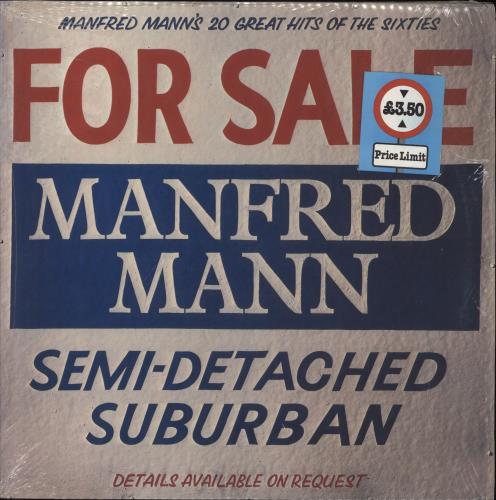 MANFRED MANN'S 20 GREAT HITS OF THE SIXTIES
FOR SALE
£3.50
Price Limit
MANFRED
MANN
SEMI-DETACHED
SUBURBAN
DETAILS AVAILABLE ON REQUEST